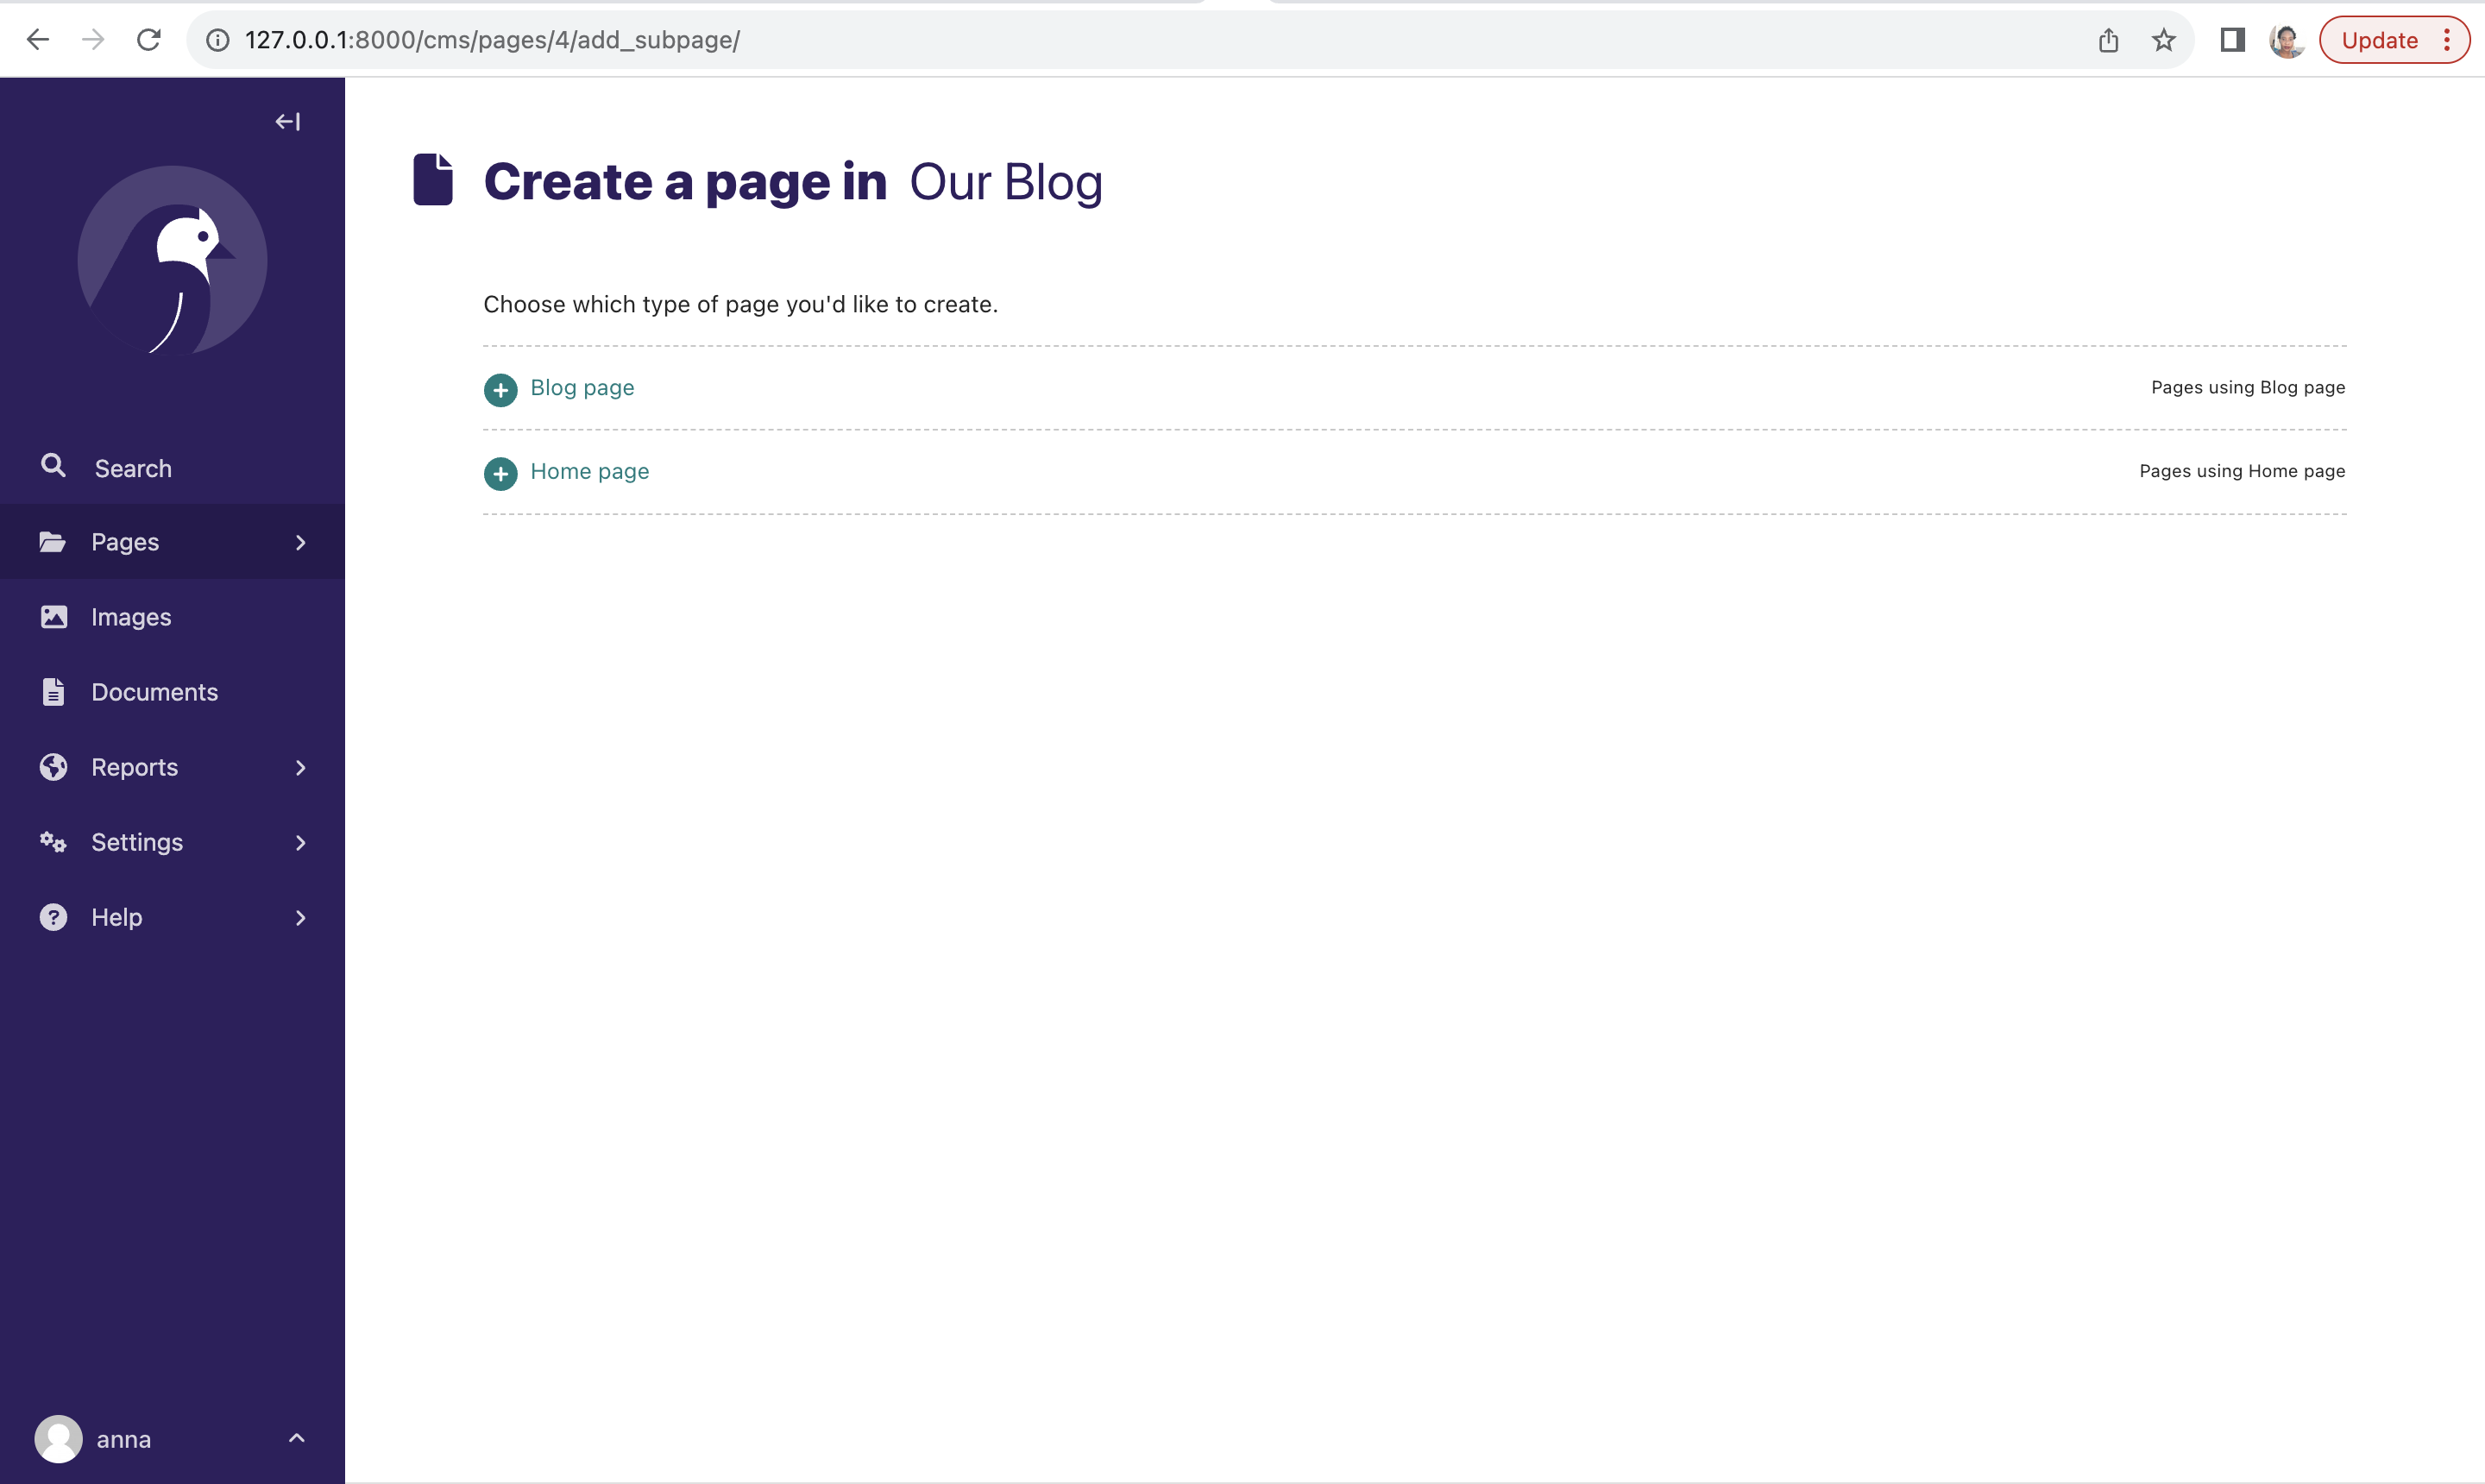 127.0.0.1:8000/cms/pages/4/add_subpage/
Update
Create a page in Our Blog
Choose which type of page you'd like to create.
Blog page
Pages using Blog page
Home page
Pages using Home page
Search
Pages
Images
Documents
Reports
Settings
Help
anna